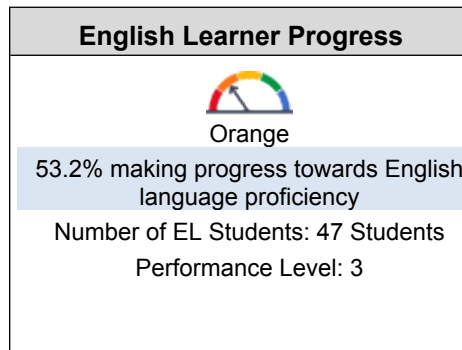 English Learner Progress
Orange
53.2% making progress towards English
language proficiency
Number of EL Students: 47 Students
Performance Level: 3